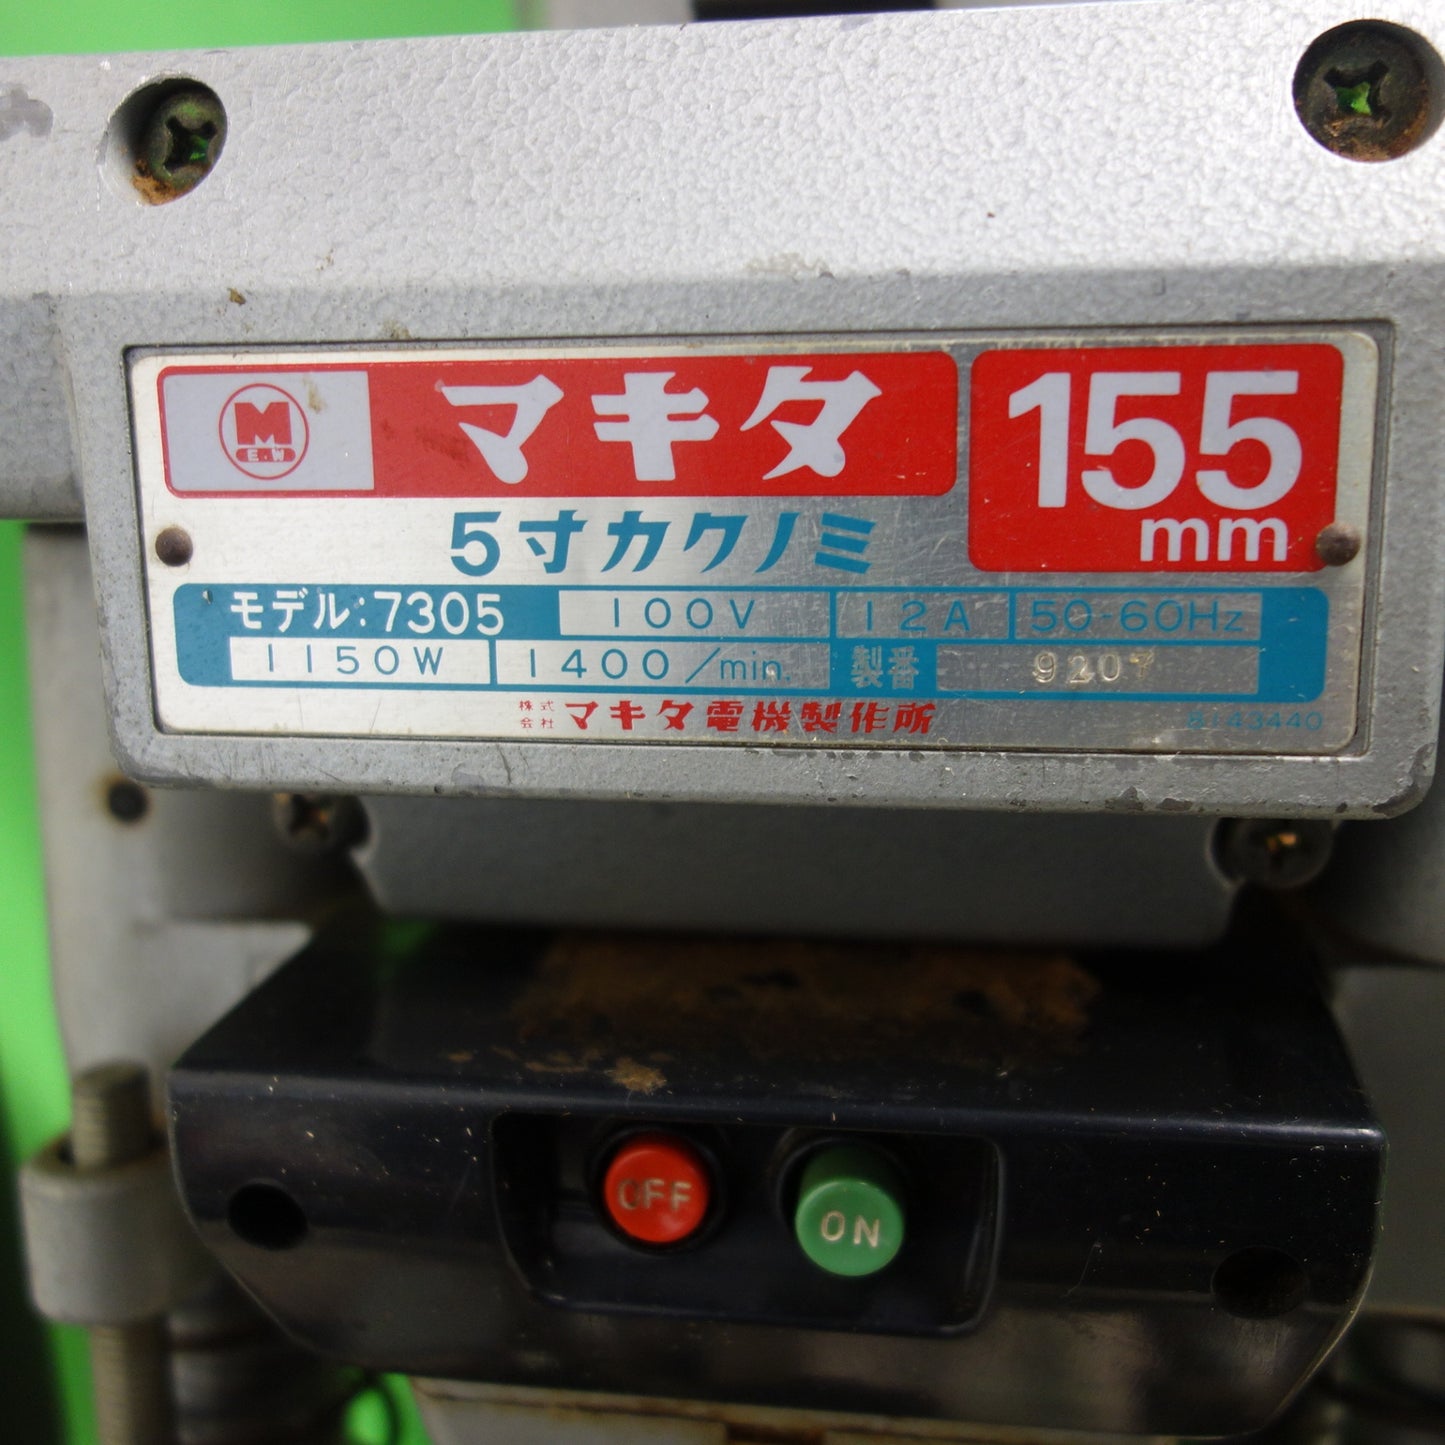 M
E.W
マキタ
155
mm
5寸カクノミ
モデル:7305 100V 12A 50-60Hz
1150W 1400/min. 製番 9207
株式会社 マキタ電機製作所
8143440
OFF
ON